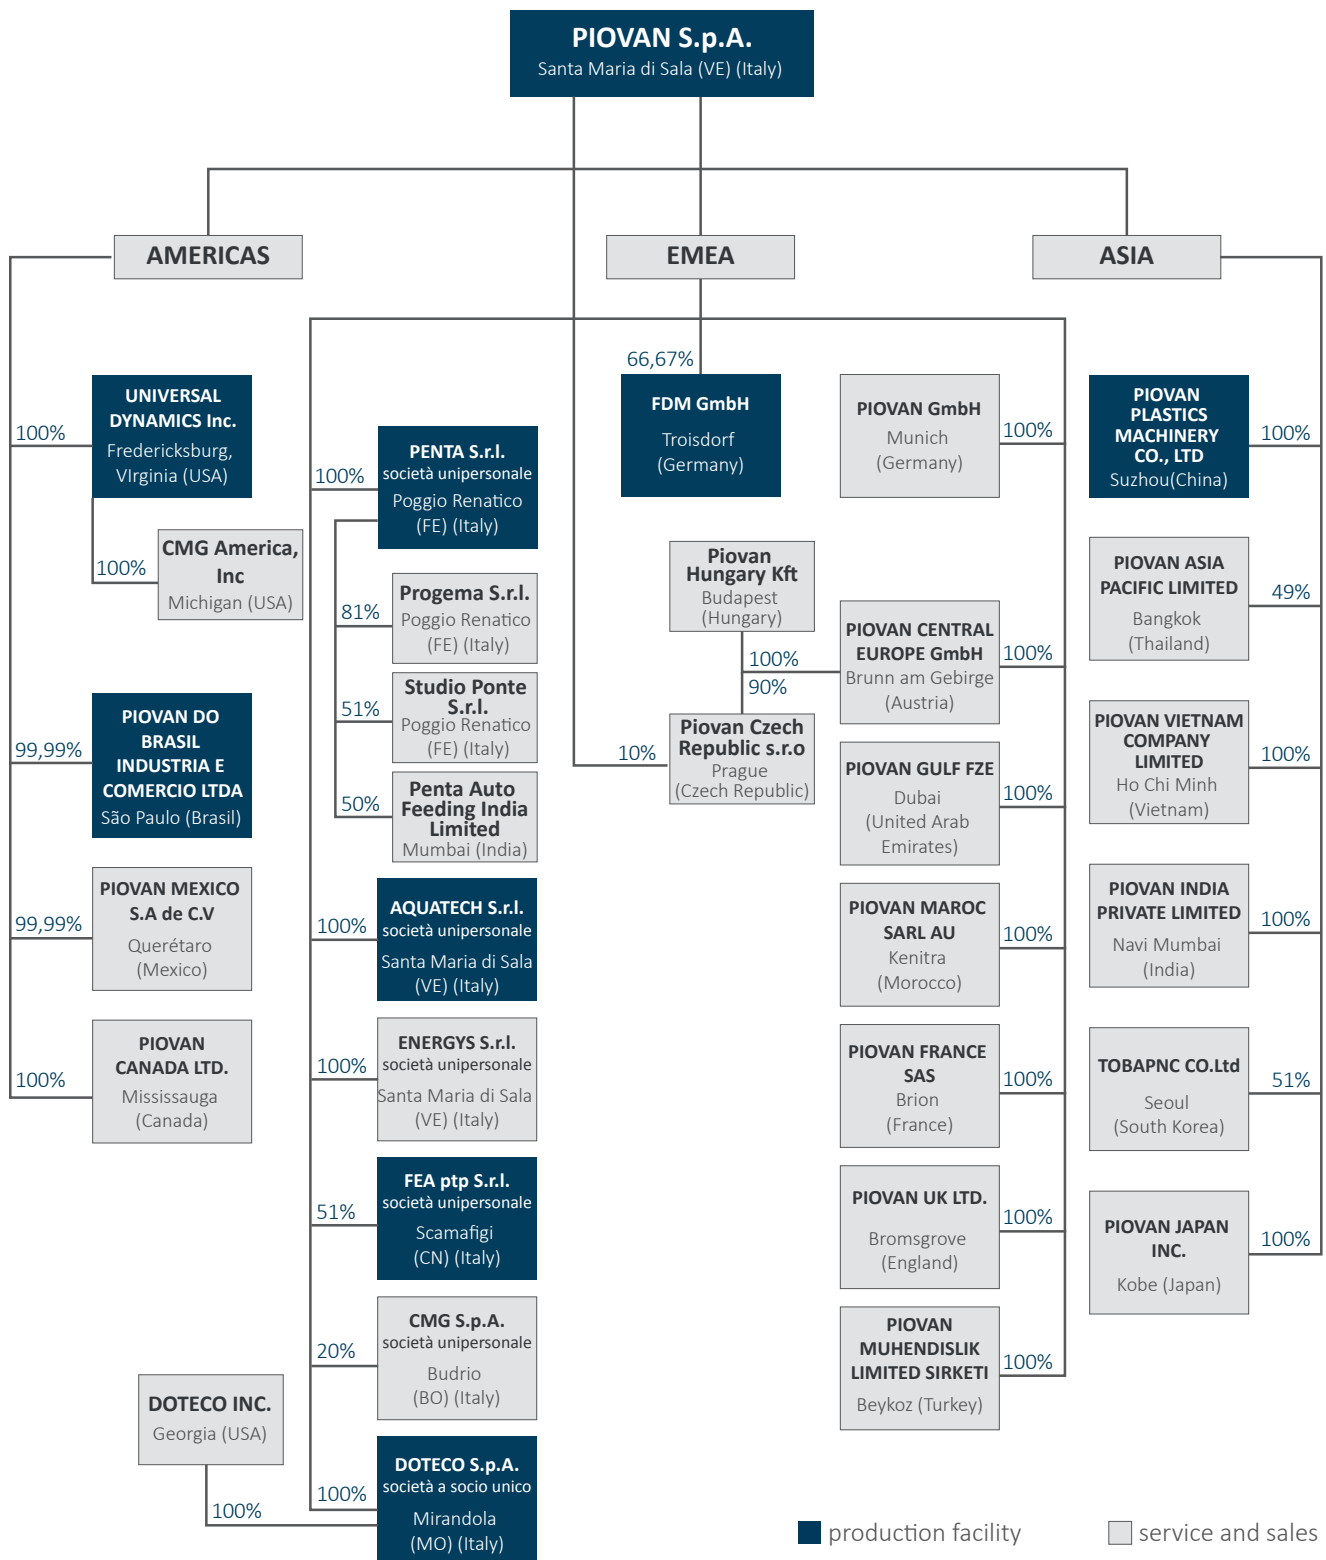 PIOVAN S.p.A.
Santa Maria di Sala (VE) (Italy)
AMERICAS
EMEA
ASIA
100%
UNIVERSAL
DYNAMICS Inc.
Fredericksburg,
VIrginia (USA)
100%
CMG America,
Inc
Michigan (USA)
99,99%
PIOVAN DO
BRASIL
INDUSTRIA E
COMERCIO LTDA
São Paulo (Brasil)
99,99%
PIOVAN MEXICO
S.A de C.V
Querétaro
(Mexico)
100%
PIOVAN
CANADA LTD.
Mississauga
(Canada)
100%
PENTA S.r.l.
società unipersonale
Poggio Renatico
(FE) (Italy)
81%
Progema S.r.l.
Poggio Renatico
(FE) (Italy)
51%
Studio Ponte
S.r.l.
Poggio Renatico
(FE) (Italy)
50%
Penta Auto
Feeding India
Limited
Mumbai (India)
100%
AQUATECH S.r.l.
società unipersonale
Santa Maria di Sala
(VE) (Italy)
100%
ENERGYS S.r.l.
società unipersonale
Santa Maria di Sala
(VE) (Italy)
51%
FEA ptp S.r.l.
società unipersonale
Scamafigi
(CN) (Italy)
20%
CMG S.p.A.
società unipersonale
Budrio
(BO) (Italy)
100%
DOTECO S.p.A.
società a socio unico
Mirandola
(MO) (Italy)
DOTECO INC.
Georgia (USA)
100%
66,67%
FDM GmbH
Troisdorf
(Germany)
Piovan
Hungary Kft
Budapest
(Hungary)
100%
90%
10%
Piovan Czech
Republic s.r.o
Prague
(Czech Republic)
PIOVAN GmbH
Munich
(Germany)
100%
PIOVAN CENTRAL
EUROPE GmbH
Brunn am Gebirge
(Austria)
100%
PIOVAN GULF FZE
Dubai
(United Arab
Emirates)
100%
PIOVAN MAROC
SARL AU
Kenitra
(Morocco)
100%
PIOVAN FRANCE
SAS
Brion
(France)
100%
PIOVAN UK LTD.
Bromsgrove
(England)
100%
PIOVAN
MUHENDISLIK
LIMITED SIRKETI
Beykoz (Turkey)
100%
PIOVAN
PLASTICS
MACHINERY
CO., LTD
Suzhou(China)
100%
PIOVAN ASIA
PACIFIC LIMITED
Bangkok
(Thailand)
49%
PIOVAN VIETNAM
COMPANY
LIMITED
Ho Chi Minh
(Vietnam)
100%
PIOVAN INDIA
PRIVATE LIMITED
Navi Mumbai
(India)
100%
TOBAPNC CO.Ltd
Seoul
(South Korea)
51%
PIOVAN JAPAN
INC.
Kobe (Japan)
100%
production facility
service and sales